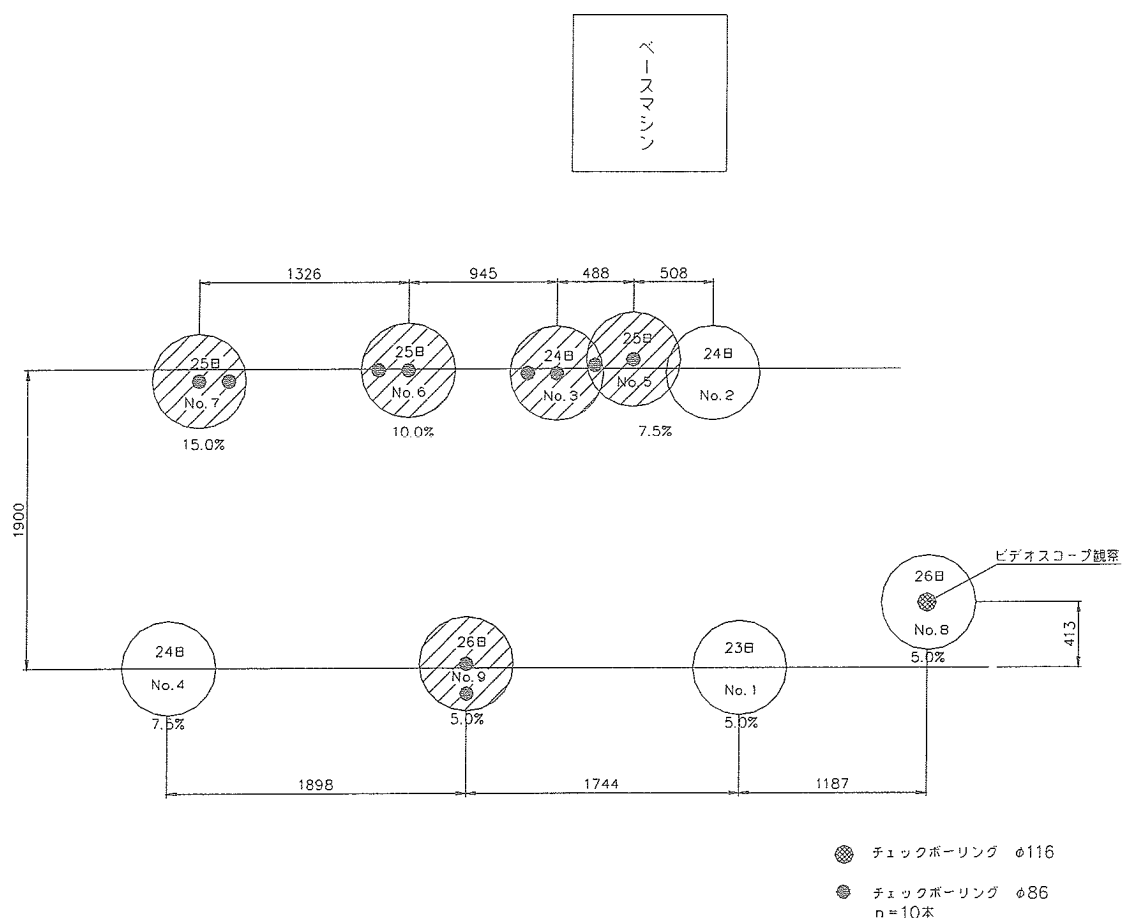 ベースマシン
1326
945
488
508
25日
No.7
15.0%
25日
No.6
10.0%
24日
No.3
25日
No.5
7.5%
24日
No.2
1900
ビデオスコープ観察
26日
No.8
5.0%
413
24日
No.4
7.5%
26日
No.9
5.0%
23日
No.1
5.0%
1898
1744
1187
チェックボーリング φ116
チェックボーリング φ86
n=10本